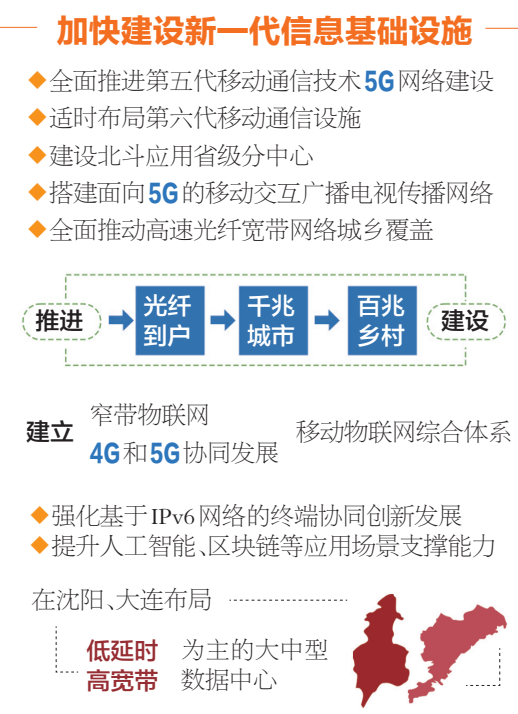 加快建设新一代信息基础设施
◆全面推进第五代移动通信技术5G网络建设
◆适时布局第六代移动通信设施
◆建设北斗应用省级分中心
◆搭建面向5G的移动交互广播电视传播网络
◆全面推动高速光纤宽带网络城乡覆盖
推进 光纤到户 千兆城市 百兆乡村 建设
建立
窄带物联网
4G和5G协同发展
移动物联网综合体系
◆强化基于IPv6网络的终端协同创新发展
◆提升人工智能、区块链等应用场景支撑能力
在沈阳、大连布局
低延时
高宽带
为主的大中型
数据中心